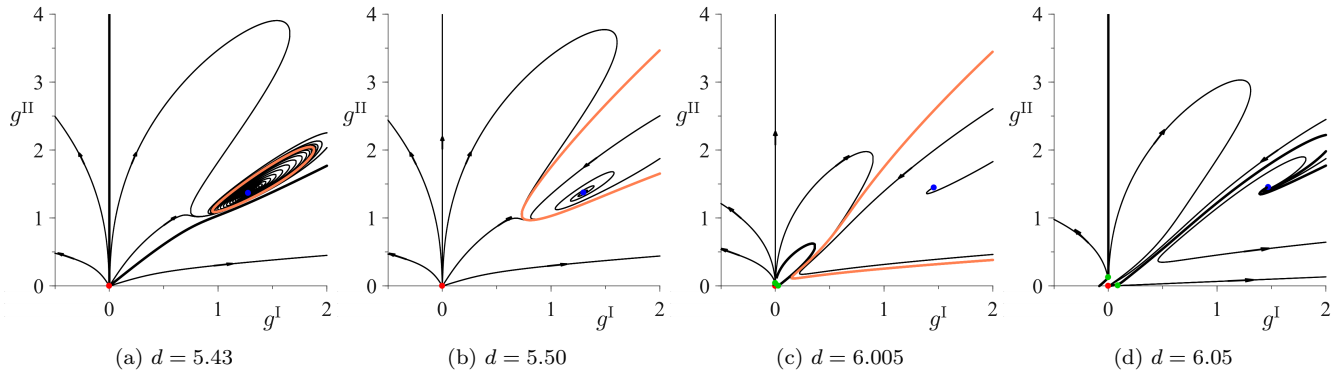 4
3
g^II 2
1
0
0 1 g^I 2
(a) d = 5.43
4
3
g^II 2
1
0
0 1 g^I 2
(b) d = 5.50
4
3
g^II 2
1
0
0 1 g^I 2
(c) d = 6.005
4
3
g^II 2
1
0
0 1 g^I 2
(d) d = 6.05